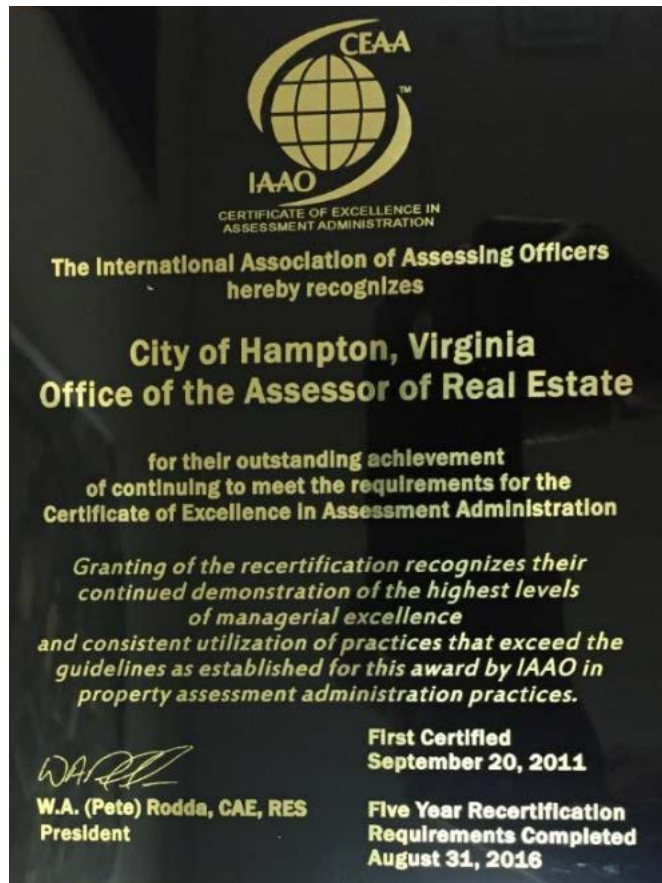 CEAA
TM
IAAO
CERTIFICATE OF EXCELLENCE IN
ASSESSMENT ADMINISTRATION
The International Association of Assessing Officers
hereby recognizes
City of Hampton, Virginia
Office of the Assessor of Real Estate
for their outstanding achievement
of continuing to meet the requirements for the
Certificate of Excellence in Assessment Administration
Granting of the recertification recognizes their
continued demonstration of the highest levels
of managerial excellence
and consistent utilization of practices that exceed the
guidelines as established for this award by IAAO in
property assessment administration practices.
W.A. (Pete) Rodda, CAE, RES
President
First Certified
September 20, 2011
Five Year Recertification
Requirements Completed
August 31, 2016